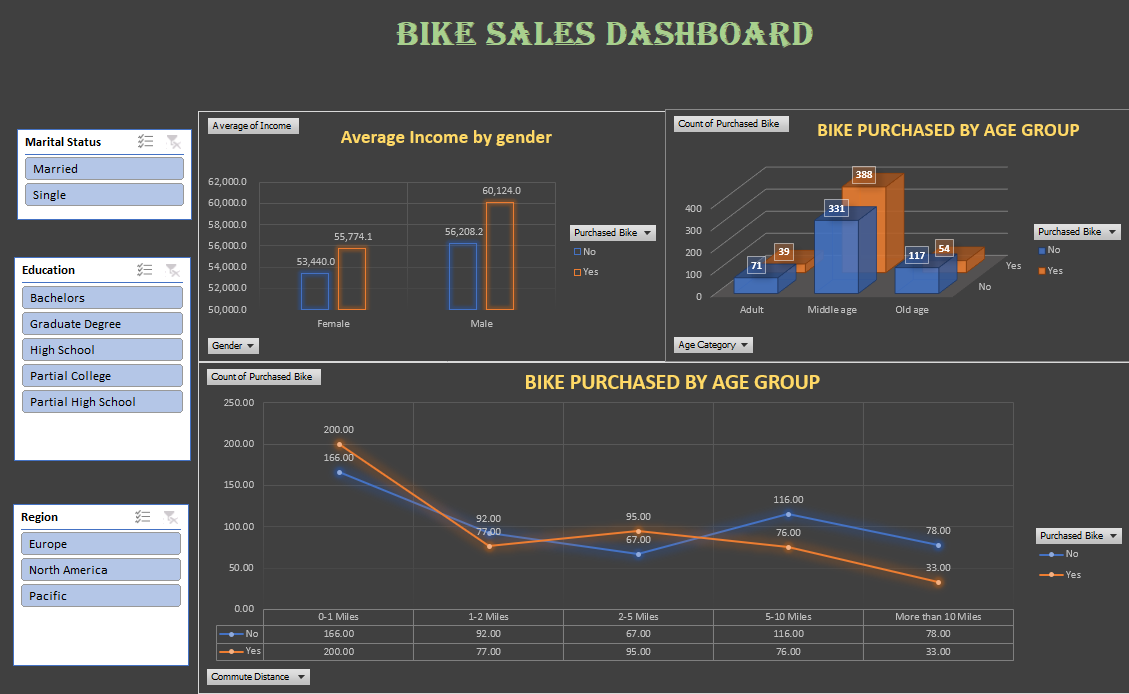 BIKE SALES DASHBOARD
Marital Status
Married
Single
Education
Bachelors
Graduate Degree
High School
Partial College
Partial High School
Region
Europe
North America
Pacific
Average of Income
Average Income by gender
62,000.0
60,000.0
58,000.0
56,000.0
54,000.0
52,000.0
50,000.0
53,440.0
55,774.1
56,208.2
60,124.0
Female
Male
Purchased Bike
No
Yes
Gender
Count of Purchased Bike
BIKE PURCHASED BY AGE GROUP
400
300
200
100
0
71
39
331
388
117
54
Adult
Middle age
Old age
Yes
No
Purchased Bike
No
Yes
Age Category
Count of Purchased Bike
BIKE PURCHASED BY AGE GROUP
250.00
200.00
150.00
100.00
50.00
0.00
200.00
166.00
92.00
77.00
95.00
67.00
116.00
76.00
78.00
33.00
0-1 Miles 1-2 Miles 2-5 Miles 5-10 Miles More than 10 Miles
No 166.00 92.00 67.00 116.00 78.00
Yes 200.00 77.00 95.00 76.00 33.00
Purchased Bike
No
Yes
Commute Distance